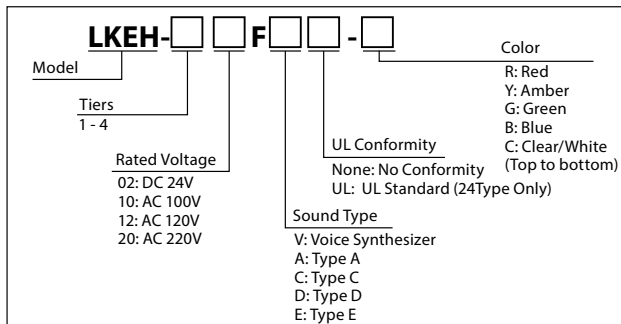 LKEH-□ □ F□ □ -□
Model
Tiers
1 - 4
Rated Voltage
02: DC 24V
10: AC 100V
12: AC 120V
20: AC 220V
Sound Type
V: Voice Synthesizer
A: Type A
C: Type C
D: Type D
E: Type E
UL Conformity
None: No Conformity
UL: UL Standard (24Type Only)
Color
R: Red
Y: Amber
G: Green
B: Blue
C: Clear/White
(Top to bottom)